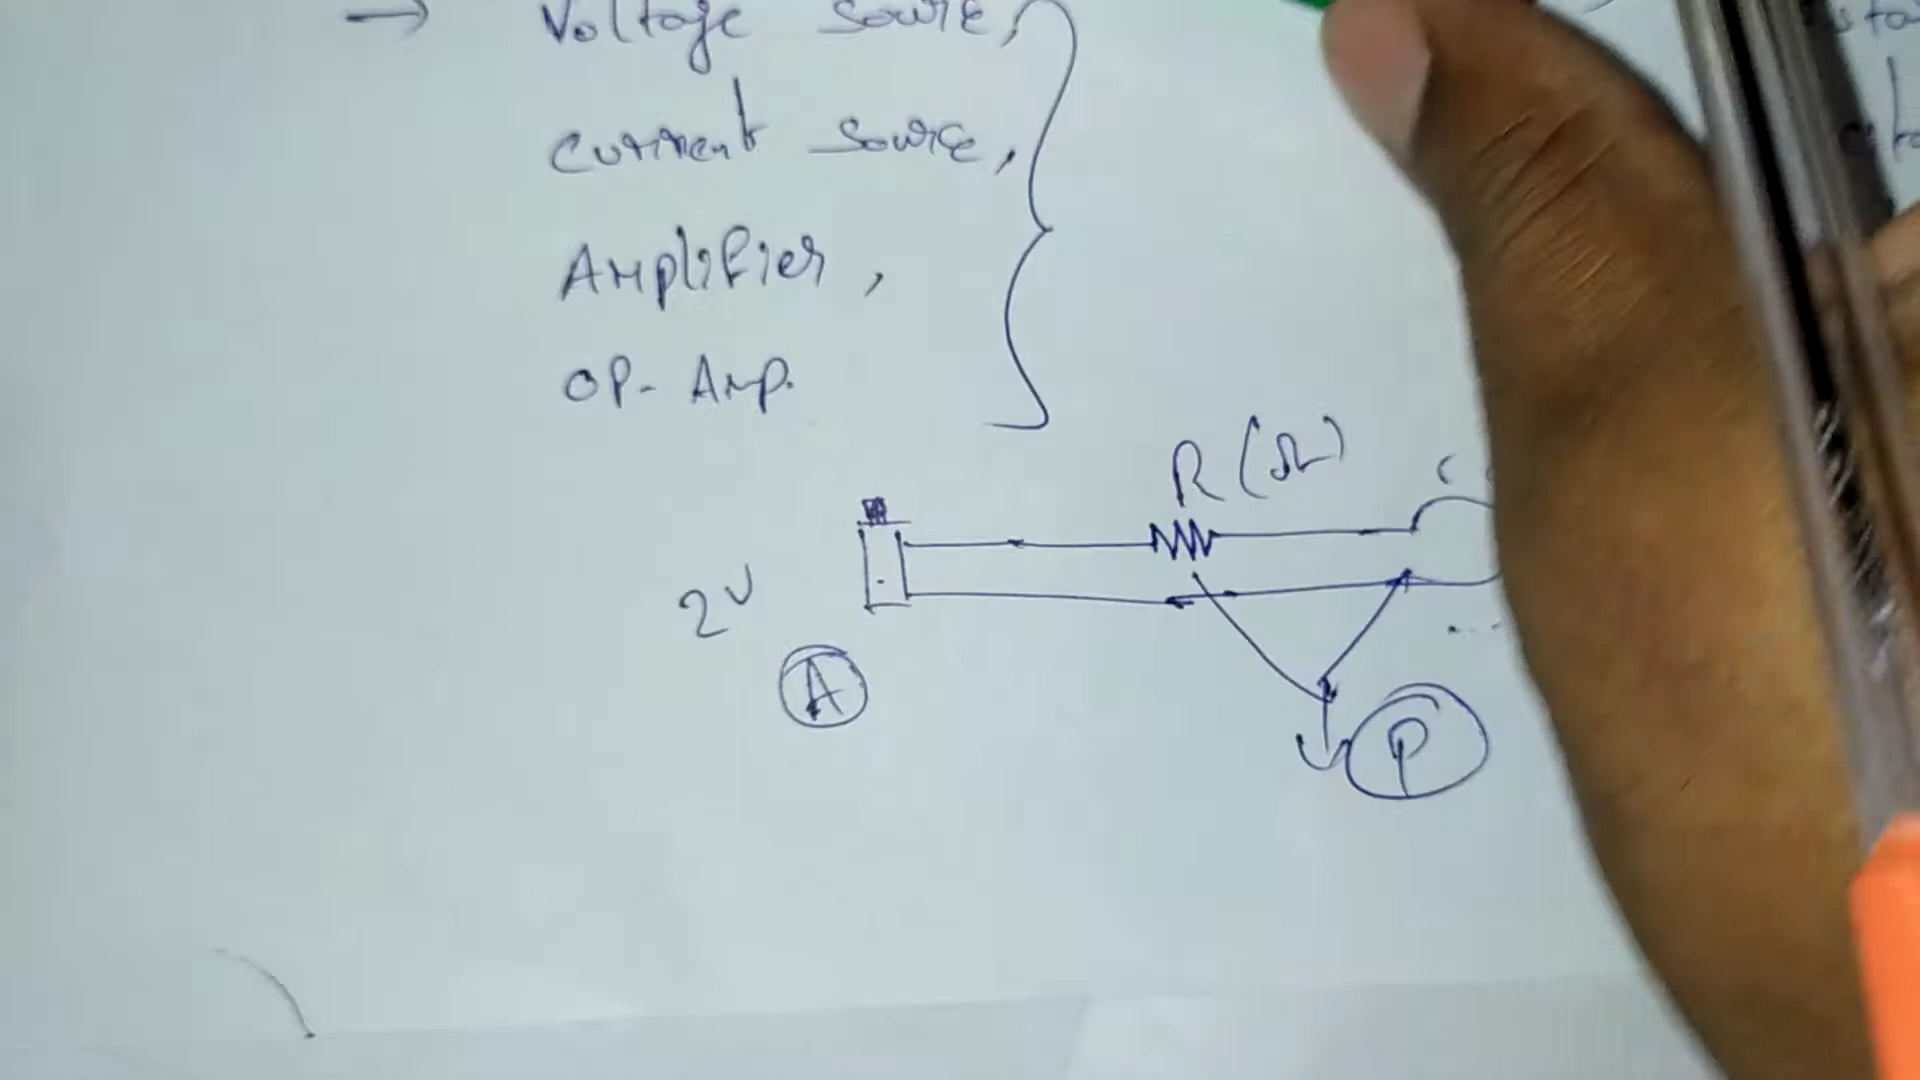 → Voltage Source,
Current Source,
Amplifier,
OP-Amp.
R (Ω)
2V
A
P